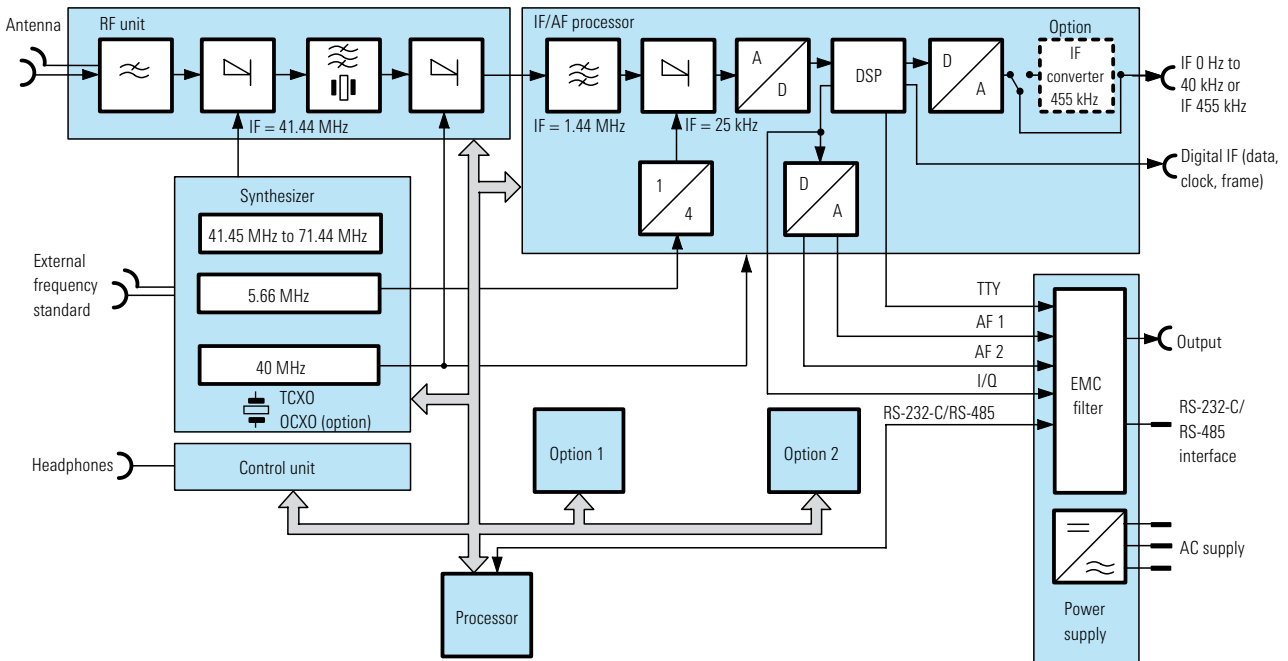 Antenna
RF unit
IF = 41.44 MHz
IF/AF processor
IF = 1.44 MHz
IF = 25 kHz
A
D
DSP
D
A
Option
IF
converter
455 kHz
IF 0 Hz to
40 kHz or
IF 455 kHz
Digital IF (data,
clock, frame)
1
4
D
A
Synthesizer
41.45 MHz to 71.44 MHz
5.66 MHz
40 MHz
TCXO
OCXO (option)
External
frequency
standard
Headphones
Control unit
Option 1
Option 2
Processor
TTY
AF 1
AF 2
I/Q
RS-232-C/RS-485
EMC
filter
Output
RS-232-C/
RS-485
interface
AC supply
Power
supply